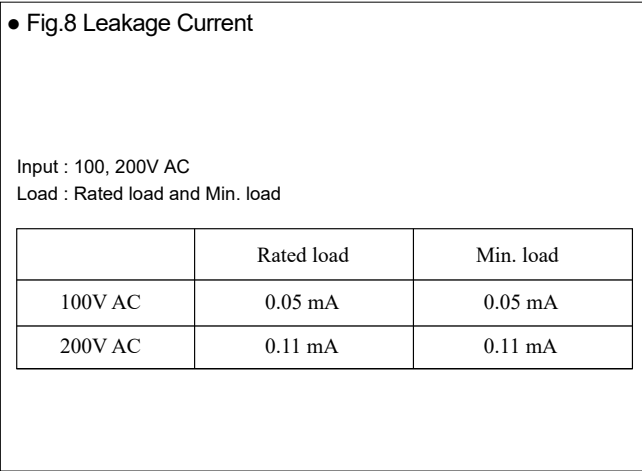 ● Fig.8 Leakage Current
Input : 100, 200V AC
Load : Rated load and Min. load
Rated load Min. load
100V AC 0.05 mA 0.05 mA
200V AC 0.11 mA 0.11 mA